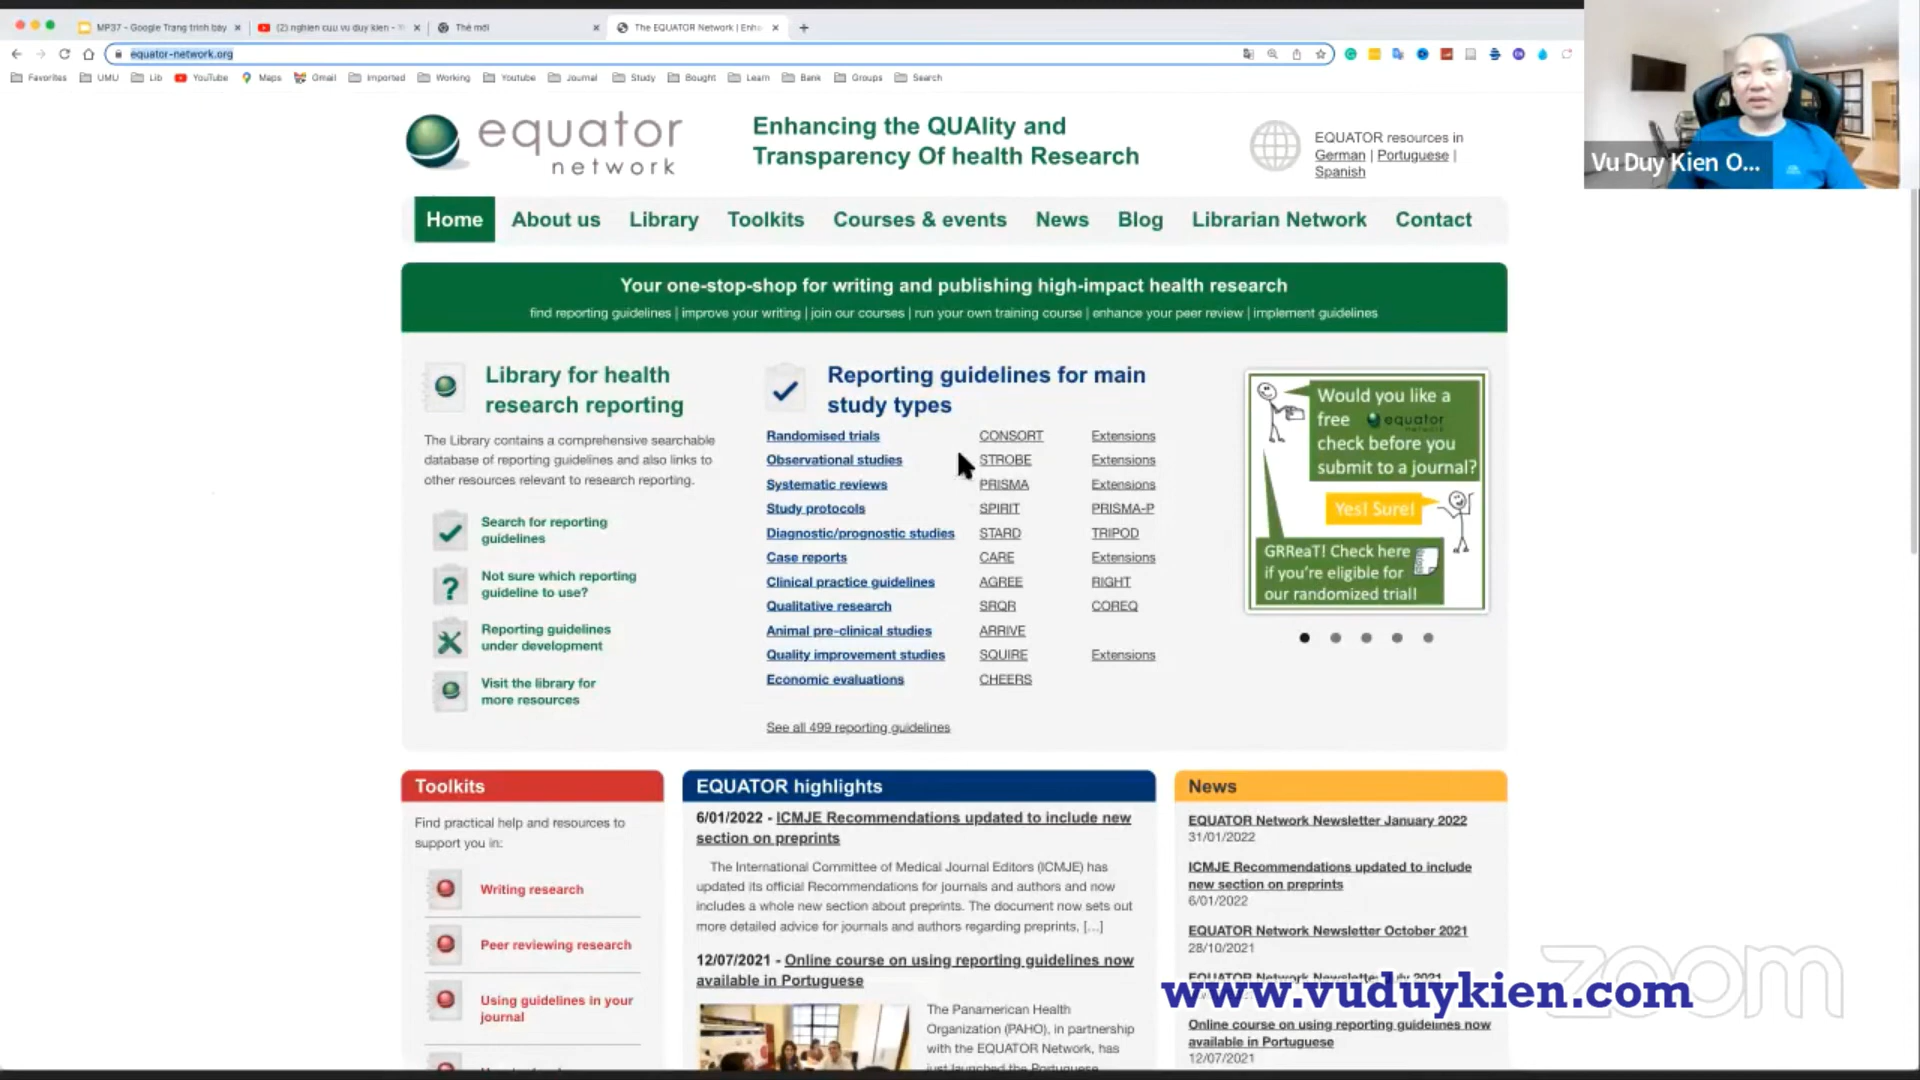 MP37 - Google Trang trình bày
(2) nghien cuu vu duy kien -
Thẻ mới
The EQUATOR Network | Enha
equator-network.org
Favorites UMU Lib YouTube Maps Gmail Imported Working Youtube Journal Study Bought Learn Bank Groups Search
Vu Duy Kien O...
equator
network
Enhancing the QUAlity and
Transparency Of health Research
EQUATOR resources in
German | Portuguese |
Spanish
Home About us Library Toolkits Courses & events News Blog Librarian Network Contact
Your one-stop-shop for writing and publishing high-impact health research
find reporting guidelines | improve your writing | join our courses | run your own training course | enhance your peer review | implement guidelines
Library for health
research reporting
The Library contains a comprehensive searchable
database of reporting guidelines and also links to
other resources relevant to research reporting.
Search for reporting
guidelines
Not sure which reporting
guideline to use?
Reporting guidelines
under development
Visit the library for
more resources
Reporting guidelines for main
study types
Randomised trials CONSORT Extensions
Observational studies STROBE Extensions
Systematic reviews PRISMA Extensions
Study protocols SPIRIT PRISMA-P
Diagnostic/prognostic studies STARD TRIPOD
Case reports CARE Extensions
Clinical practice guidelines AGREE RIGHT
Qualitative research SRQR COREQ
Animal pre-clinical studies ARRIVE
Quality improvement studies SQUIRE Extensions
Economic evaluations CHEERS
See all 499 reporting guidelines
Would you like a
free equator network
check before you
submit to a journal?
Yes! Sure!
GRReaT! Check here
if you're eligible for
our randomized trial!
Toolkits
Find practical help and resources to
support you in:
Writing research
Peer reviewing research
Using guidelines in your
journal
EQUATOR highlights
6/01/2022 - ICMJE Recommendations updated to include new
section on preprints
The International Committee of Medical Journal Editors (ICMJE) has
updated its official Recommendations for journals and authors and now
includes a whole new section about preprints. The document now sets out
more detailed advice for journals and authors regarding preprints, [...]
12/07/2021 - Online course on using reporting guidelines now
available in Portuguese
The Panamerican Health
Organization (PAHO), in partnership
with the EQUATOR Network, has
just launched the Portuguese
News
EQUATOR Network Newsletter January 2022
31/01/2022
ICMJE Recommendations updated to include
new section on preprints
6/01/2022
EQUATOR Network Newsletter October 2021
28/10/2021
EQUATOR Network Newsletter July 2021
www.vuduykien.com
zoom
Online course on using reporting guidelines now
available in Portuguese
12/07/2021